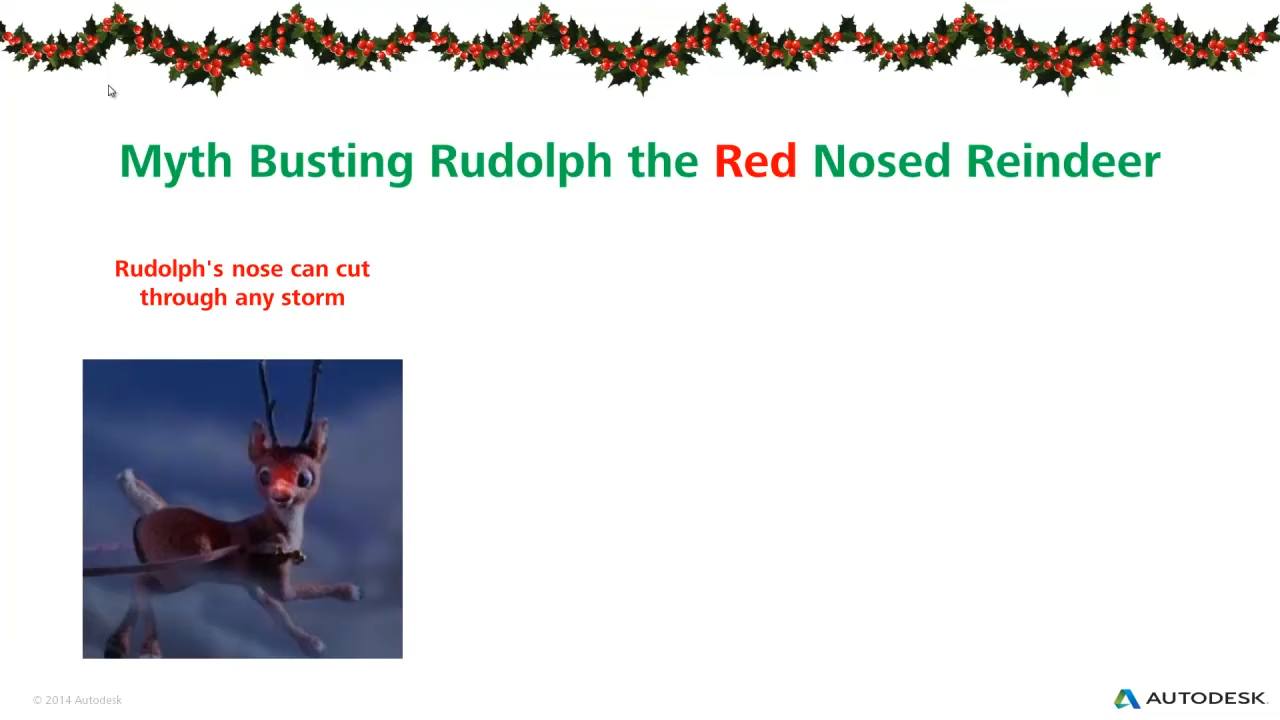 Myth Busting Rudolph the Red Nosed Reindeer
Rudolph's nose can cut
through any storm
© 2014 Autodesk
AUTODESK.